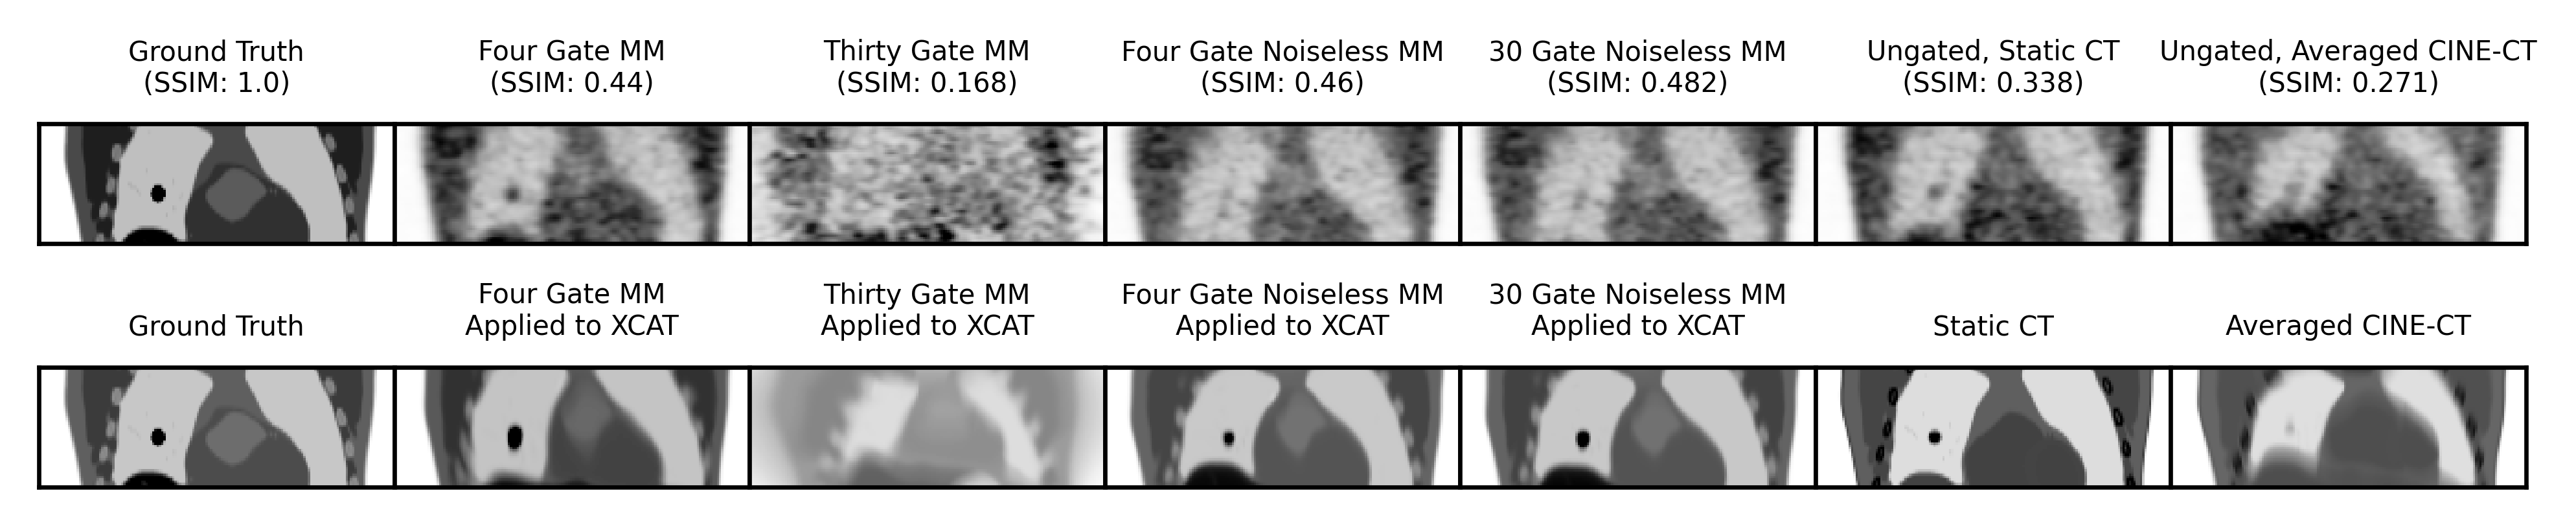 Ground Truth
(SSIM: 1.0)
Four Gate MM
(SSIM: 0.44)
Thirty Gate MM
(SSIM: 0.168)
Four Gate Noiseless MM
(SSIM: 0.46)
30 Gate Noiseless MM
(SSIM: 0.482)
Ungated, Static CT
(SSIM: 0.338)
Ungated, Averaged CINE-CT
(SSIM: 0.271)
Ground Truth
Four Gate MM
Applied to XCAT
Thirty Gate MM
Applied to XCAT
Four Gate Noiseless MM
Applied to XCAT
30 Gate Noiseless MM
Applied to XCAT
Static CT
Averaged CINE-CT